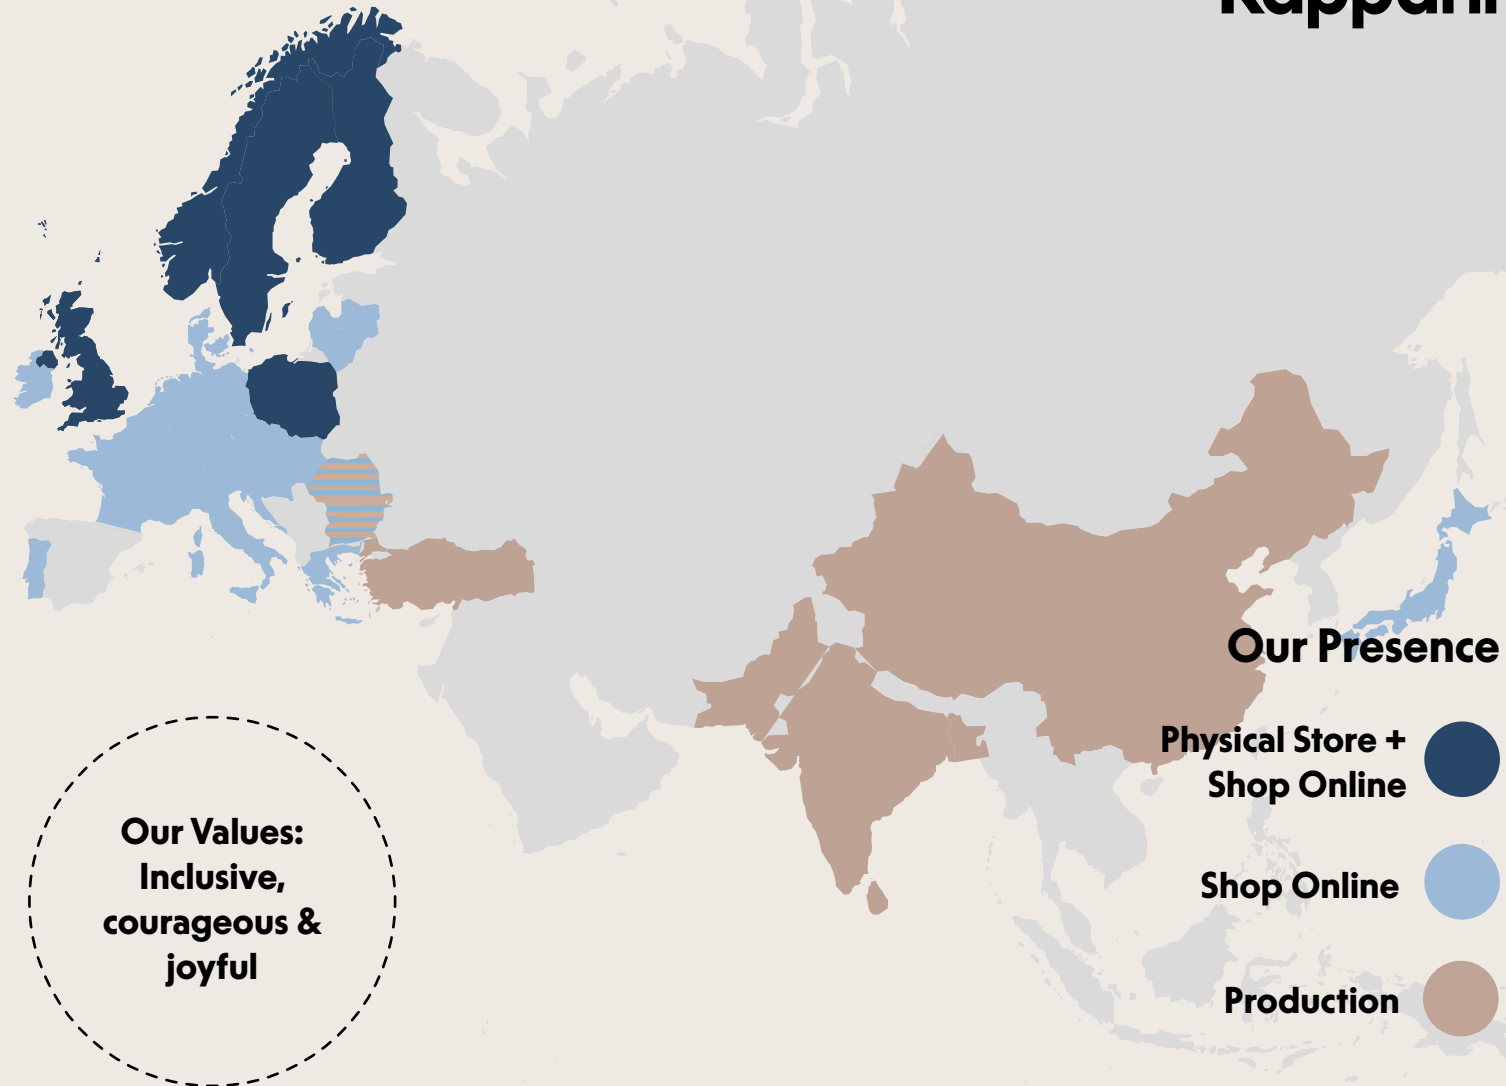 Our Presence
Physical Store +
Shop Online
Shop Online
Production
Our Values:
Inclusive,
courageous &
joyful